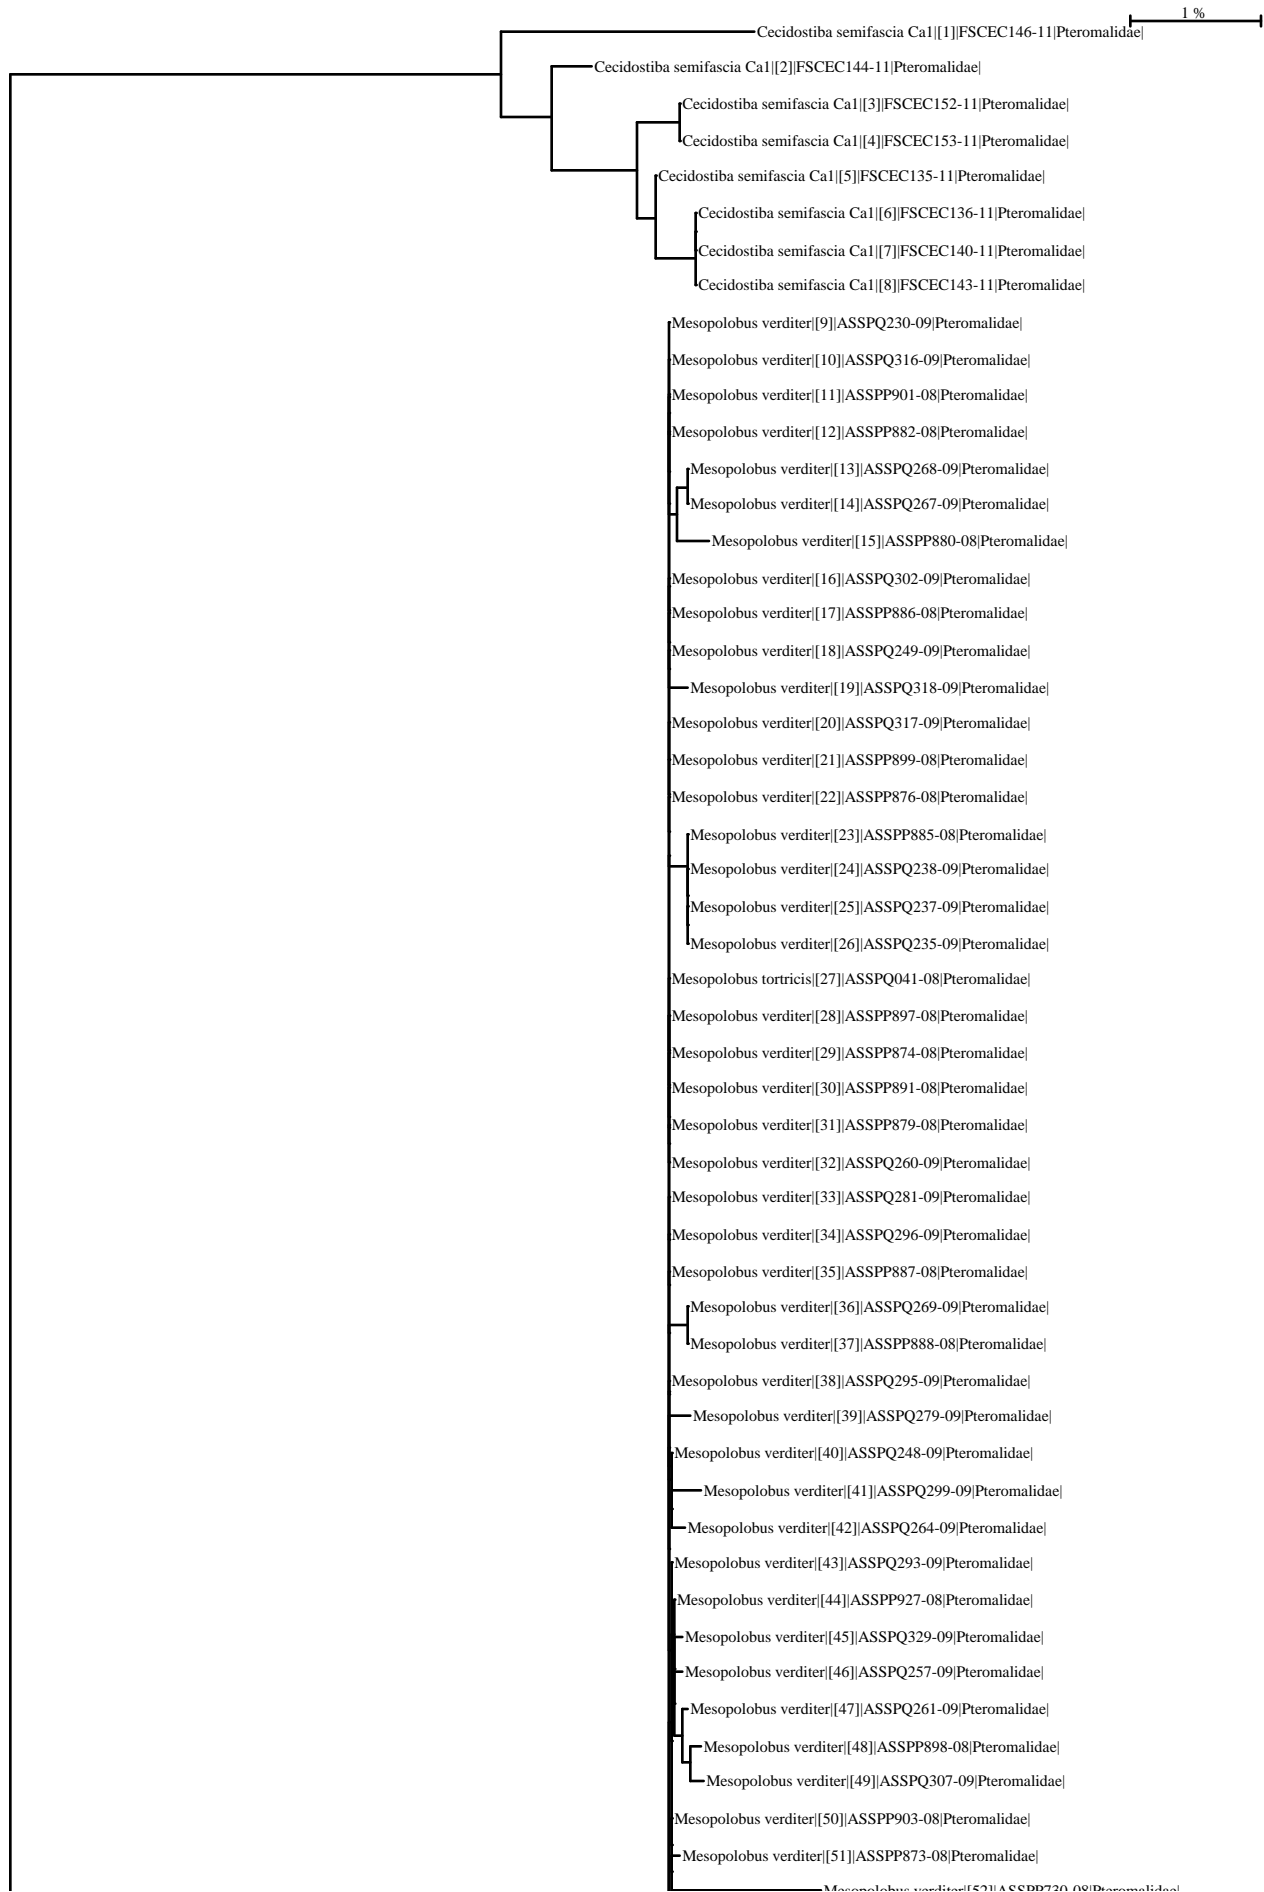 1 %
Cecidostiba semifascia Ca1|[1]|FSCEC146-11|Pteromalidae|
Cecidostiba semifascia Ca1|[2]|FSCEC144-11|Pteromalidae|
Cecidostiba semifascia Ca1|[3]|FSCEC152-11|Pteromalidae|
Cecidostiba semifascia Ca1|[4]|FSCEC153-11|Pteromalidae|
Cecidostiba semifascia Ca1|[5]|FSCEC135-11|Pteromalidae|
Cecidostiba semifascia Ca1|[6]|FSCEC136-11|Pteromalidae|
Cecidostiba semifascia Ca1|[7]|FSCEC140-11|Pteromalidae|
Cecidostiba semifascia Ca1|[8]|FSCEC143-11|Pteromalidae|
Mesopolobus verditer|[9]|ASSPQ230-09|Pteromalidae|
Mesopolobus verditer|[10]|ASSPQ316-09|Pteromalidae|
Mesopolobus verditer|[11]|ASSPP901-08|Pteromalidae|
Mesopolobus verditer|[12]|ASSPP882-08|Pteromalidae|
Mesopolobus verditer|[13]|ASSPQ268-09|Pteromalidae|
Mesopolobus verditer|[14]|ASSPQ267-09|Pteromalidae|
Mesopolobus verditer|[15]|ASSPP880-08|Pteromalidae|
Mesopolobus verditer|[16]|ASSPQ302-09|Pteromalidae|
Mesopolobus verditer|[17]|ASSPP886-08|Pteromalidae|
Mesopolobus verditer|[18]|ASSPQ249-09|Pteromalidae|
Mesopolobus verditer|[19]|ASSPQ318-09|Pteromalidae|
Mesopolobus verditer|[20]|ASSPQ317-09|Pteromalidae|
Mesopolobus verditer|[21]|ASSPP899-08|Pteromalidae|
Mesopolobus verditer|[22]|ASSPP876-08|Pteromalidae|
Mesopolobus verditer|[23]|ASSPP885-08|Pteromalidae|
Mesopolobus verditer|[24]|ASSPQ238-09|Pteromalidae|
Mesopolobus verditer|[25]|ASSPQ237-09|Pteromalidae|
Mesopolobus verditer|[26]|ASSPQ235-09|Pteromalidae|
Mesopolobus tortricis|[27]|ASSPQ041-08|Pteromalidae|
Mesopolobus verditer|[28]|ASSPP897-08|Pteromalidae|
Mesopolobus verditer|[29]|ASSPP874-08|Pteromalidae|
Mesopolobus verditer|[30]|ASSPP891-08|Pteromalidae|
Mesopolobus verditer|[31]|ASSPP879-08|Pteromalidae|
Mesopolobus verditer|[32]|ASSPQ260-09|Pteromalidae|
Mesopolobus verditer|[33]|ASSPQ281-09|Pteromalidae|
Mesopolobus verditer|[34]|ASSPQ296-09|Pteromalidae|
Mesopolobus verditer|[35]|ASSPP887-08|Pteromalidae|
Mesopolobus verditer|[36]|ASSPQ269-09|Pteromalidae|
Mesopolobus verditer|[37]|ASSPP888-08|Pteromalidae|
Mesopolobus verditer|[38]|ASSPQ295-09|Pteromalidae|
Mesopolobus verditer|[39]|ASSPQ279-09|Pteromalidae|
Mesopolobus verditer|[40]|ASSPQ248-09|Pteromalidae|
Mesopolobus verditer|[41]|ASSPQ299-09|Pteromalidae|
Mesopolobus verditer|[42]|ASSPQ264-09|Pteromalidae|
Mesopolobus verditer|[43]|ASSPQ293-09|Pteromalidae|
Mesopolobus verditer|[44]|ASSPP927-08|Pteromalidae|
Mesopolobus verditer|[45]|ASSPQ329-09|Pteromalidae|
Mesopolobus verditer|[46]|ASSPQ257-09|Pteromalidae|
Mesopolobus verditer|[47]|ASSPQ261-09|Pteromalidae|
Mesopolobus verditer|[48]|ASSPP898-08|Pteromalidae|
Mesopolobus verditer|[49]|ASSPQ307-09|Pteromalidae|
Mesopolobus verditer|[50]|ASSPP903-08|Pteromalidae|
Mesopolobus verditer|[51]|ASSPP873-08|Pteromalidae|
Mesopolobus verditer|[52]|ASSPP730-08|Pteromalidae|